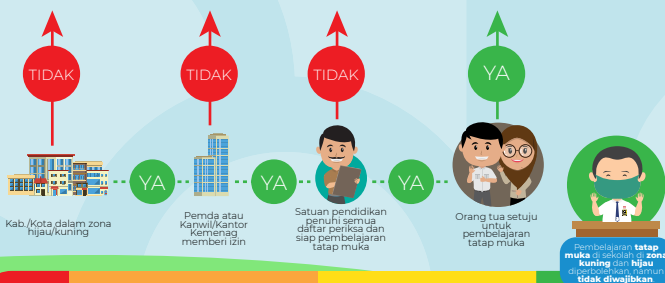 TIDAK
TIDAK
TIDAK
YA
YA
YA
YA
Kab./Kota dalam zona
hijau/kuning
Pemda atau
Kanwil/Kantor
Kemenag
memberi izin
Satuan pendidikan
penuhi semua
daftar periksa dan
siap pembelajaran
tatap muka
Orang tua setuju
untuk
pembelajaran
tatap muka
Pembelajaran tatap
muka di sekolah di zona
kuning dan hijau
diperbolehkan, namun
tidak diwajibkan